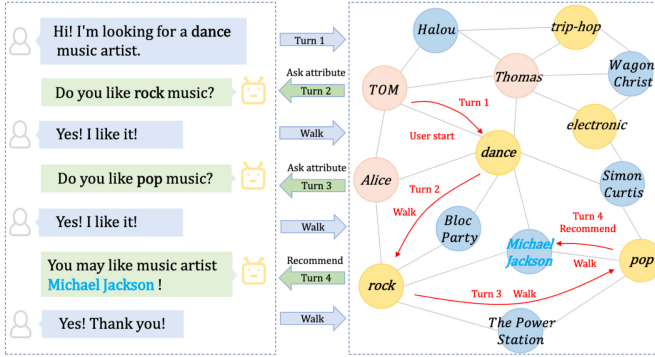 Hi! I'm looking for a dance
music artist.
Do you like rock music?
Yes! I like it!
Do you like pop music?
Yes! I like it!
You may like music artist
Michael Jackson !
Yes! Thank you!
Turn 1
Ask attribute
Turn 2
Walk
Ask attribute
Turn 3
Walk
Recommend
Turn 4
Walk
Halou
trip-hop
TOM
Thomas
Wagon
Christ
Turn 1
User start
electronic
dance
Alice
Simon
Curtis
Turn 2
Walk
Bloc
Party
Turn 4
Recommend
Michael
Jackson
Walk
pop
rock
Turn 3 Walk
The Power
Station